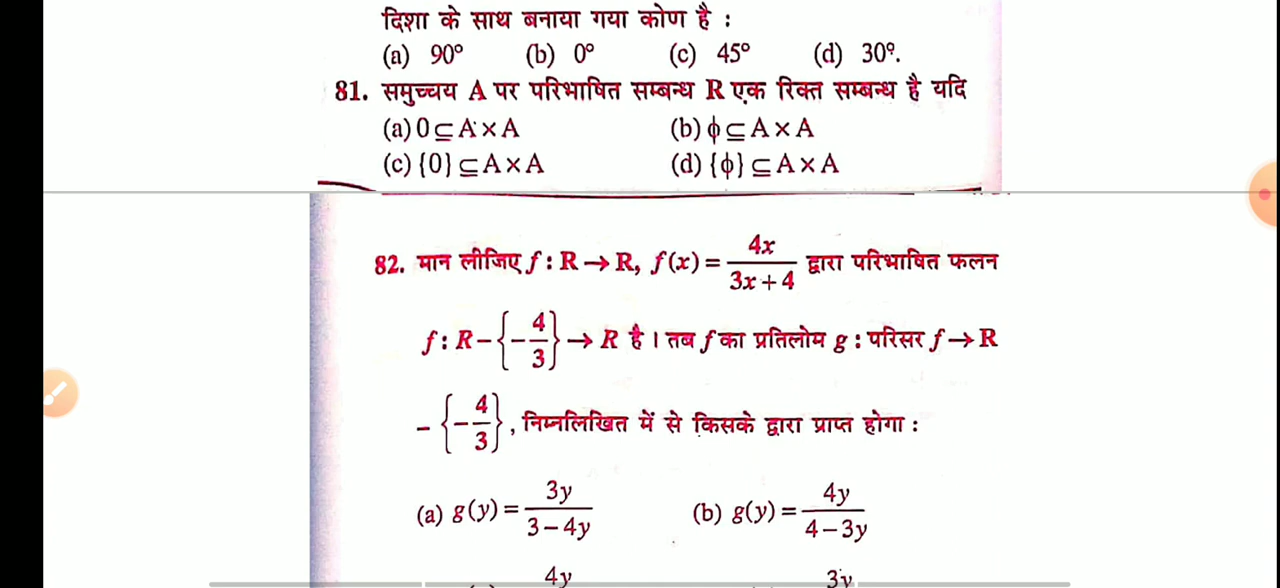 दिशा के साथ बनाया गया कोण है :
(a) 90° (b) 0° (c) 45° (d) 30°.
81. समुच्चय A पर परिभाषित सम्बन्ध R एक रिक्त सम्बन्ध है यदि
(a) 0 ⊆ A × A (b) ϕ ⊆ A × A
(c) {0} ⊆ A × A (d) {ϕ} ⊆ A × A
82. मान लीजिए f : R → R, f(x) = 4x/(3x + 4) द्वारा परिभाषित फलन
f : R – {–4/3} → R है। तब f का प्रतिलोम g : परिसर f → R
– {–4/3}, निम्नलिखित में से किसके द्वारा प्राप्त होगा :
(a) g(y) = 3y/(3 – 4y) (b) g(y) = 4y/(4 – 3y)
4y 3y